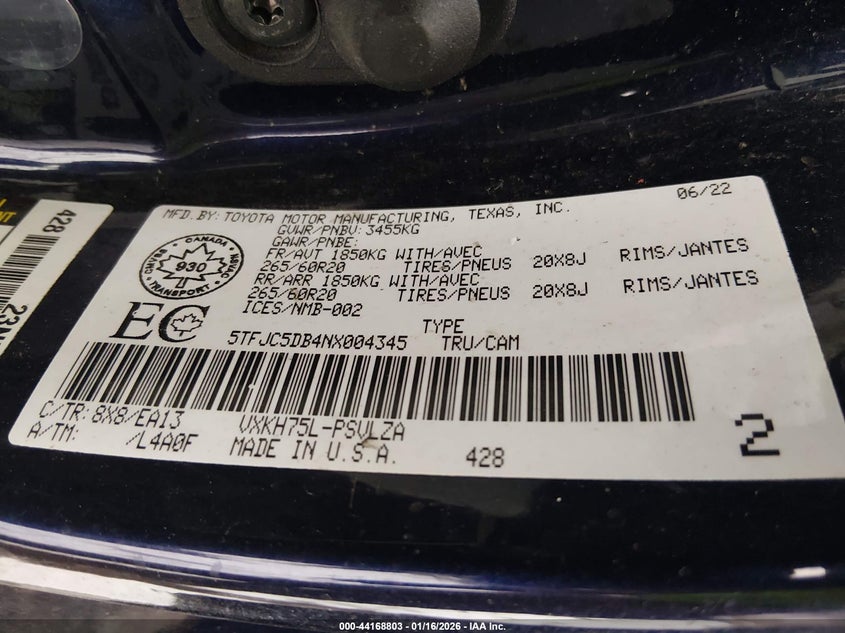 MFD.BY: TOYOTA MOTOR MANUFACTURING, TEXAS, INC. 06/22
GVWR/PNBV: 3455KG
GAWR/PNBE:
FR/AVT 1850KG WITH/AVEC
265/60R20 TIRES/PNEUS 20X8J RIMS/JANTES
RR/ARR 1850KG WITH/AVEC
265/60R20 TIRES/PNEUS 20X8J RIMS/JANTES
ICES/NMB-002
CANADA
930
TRANSPORT
EC
5TFJC5DB4NX004345
TYPE
TRU/CAM
C/TR: 8X8/EA13 VXKH75L-PSVLZA
A/TM: /L4A0F MADE IN U.S.A. 428
2
428
000-44168803 - 01/16/2026 - IAA Inc.